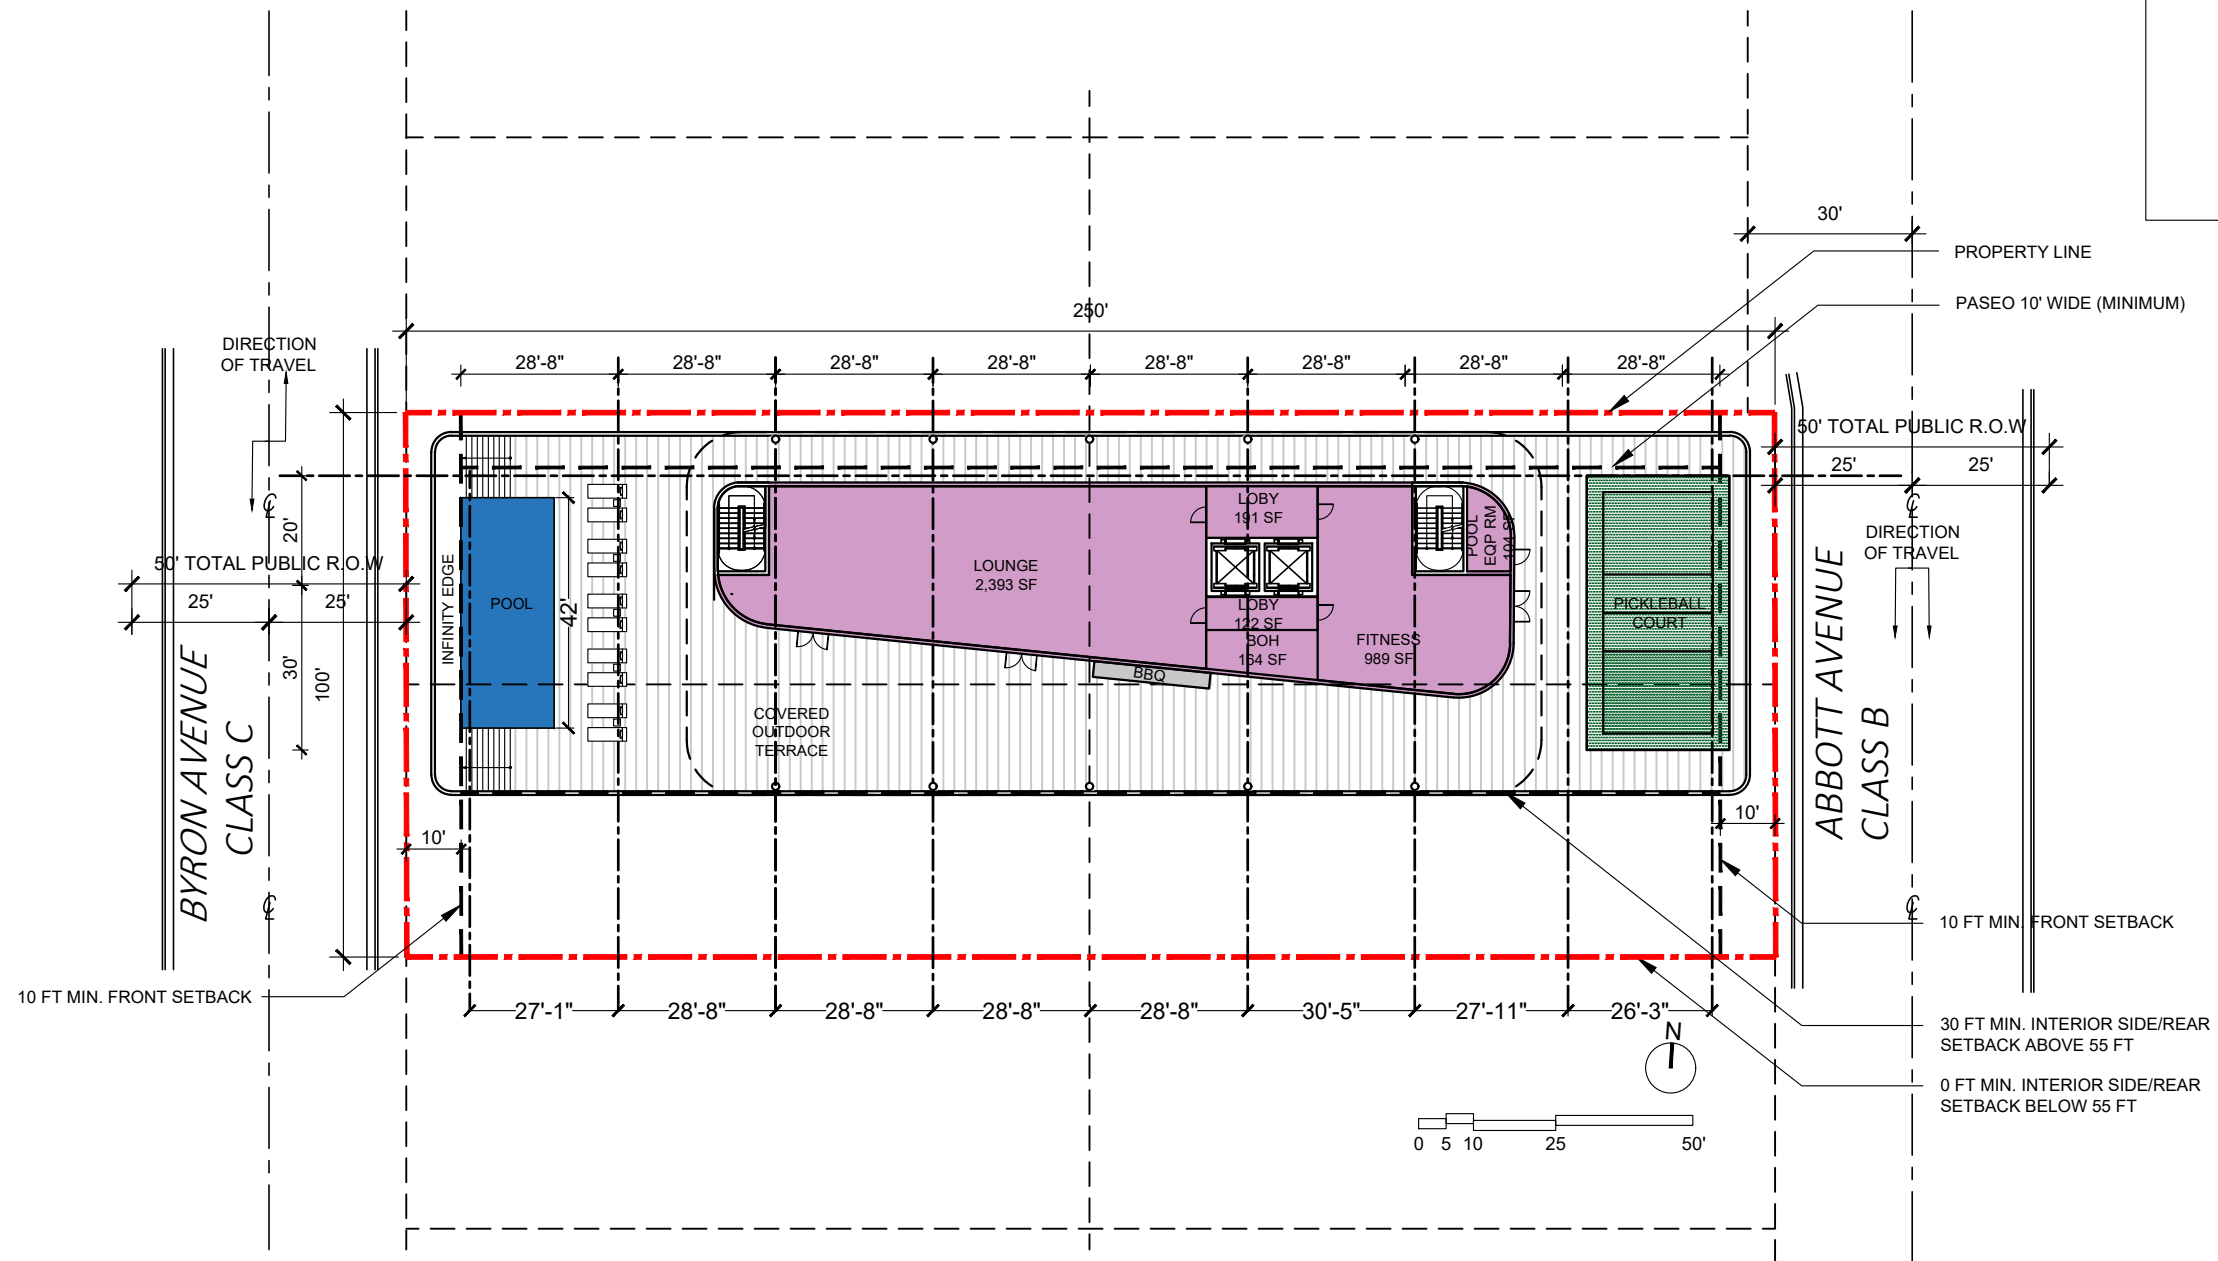 30'
PROPERTY LINE
PASEO 10' WIDE (MINIMUM)
250'
DIRECTION
OF TRAVEL
28'-8"
28'-8"
28'-8"
28'-8"
28'-8"
28'-8"
28'-8"
28'-8"
50' TOTAL PUBLIC R.O.W
25'
25'
50' TOTAL PUBLIC R.O.W
25'
25'
20'
30'
100'
DIRECTION
OF TRAVEL
BYRON AVENUE
CLASS C
ABBOTT AVENUE
CLASS B
INFINITY EDGE
POOL
42'
LOUNGE
2,393 SF
LOBY
191 SF
LOBY
122 SF
BOH
164 SF
FITNESS
989 SF
POOL
EQP RM
104 SF
PICKLEBALL
COURT
BBQ
COVERED
OUTDOOR
TERRACE
10'
10'
10 FT MIN. FRONT SETBACK
10 FT MIN. FRONT SETBACK
27'-1"
28'-8"
28'-8"
28'-8"
28'-8"
30'-5"
27'-11"
26'-3"
30 FT MIN. INTERIOR SIDE/REAR
SETBACK ABOVE 55 FT
0 FT MIN. INTERIOR SIDE/REAR
SETBACK BELOW 55 FT
N
0 5 10 25 50'